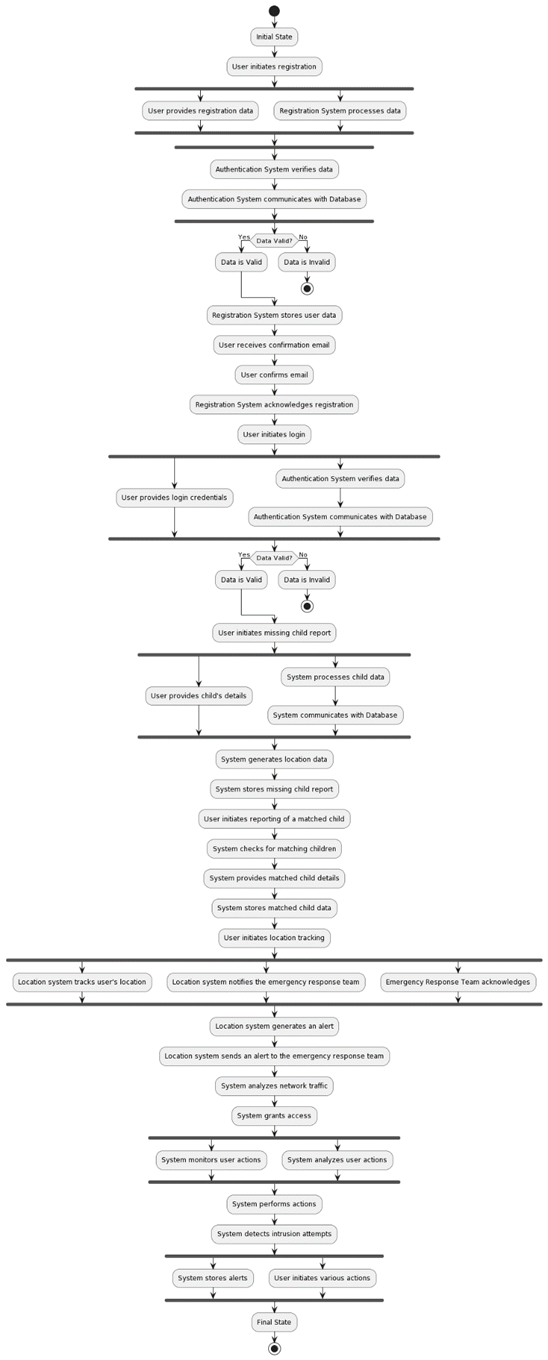 Initial State
User initiates registration
User provides registration data
Registration System processes data
Authentication System verifies data
Authentication System communicates with Database
Yes
Data Valid?
No
Data is Valid
Data is Invalid
Registration System stores user data
User receives confirmation email
User confirms email
Registration System acknowledges registration
User initiates login
User provides login credentials
Authentication System verifies data
Authentication System communicates with Database
Yes
Data Valid?
No
Data is Valid
Data is Invalid
User initiates missing child report
User provides child's details
System processes child data
System communicates with Database
System generates location data
System stores missing child report
User initiates reporting of a matched child
System checks for matching children
System provides matched child details
System stores matched child data
User initiates location tracking
Location system tracks user's location
Location system notifies the emergency response team
Emergency Response Team acknowledges
Location system generates an alert
Location system sends an alert to the emergency response team
System analyzes network traffic
System grants access
System monitors user actions
System analyzes user actions
System performs actions
System detects intrusion attempts
System stores alerts
User initiates various actions
Final State